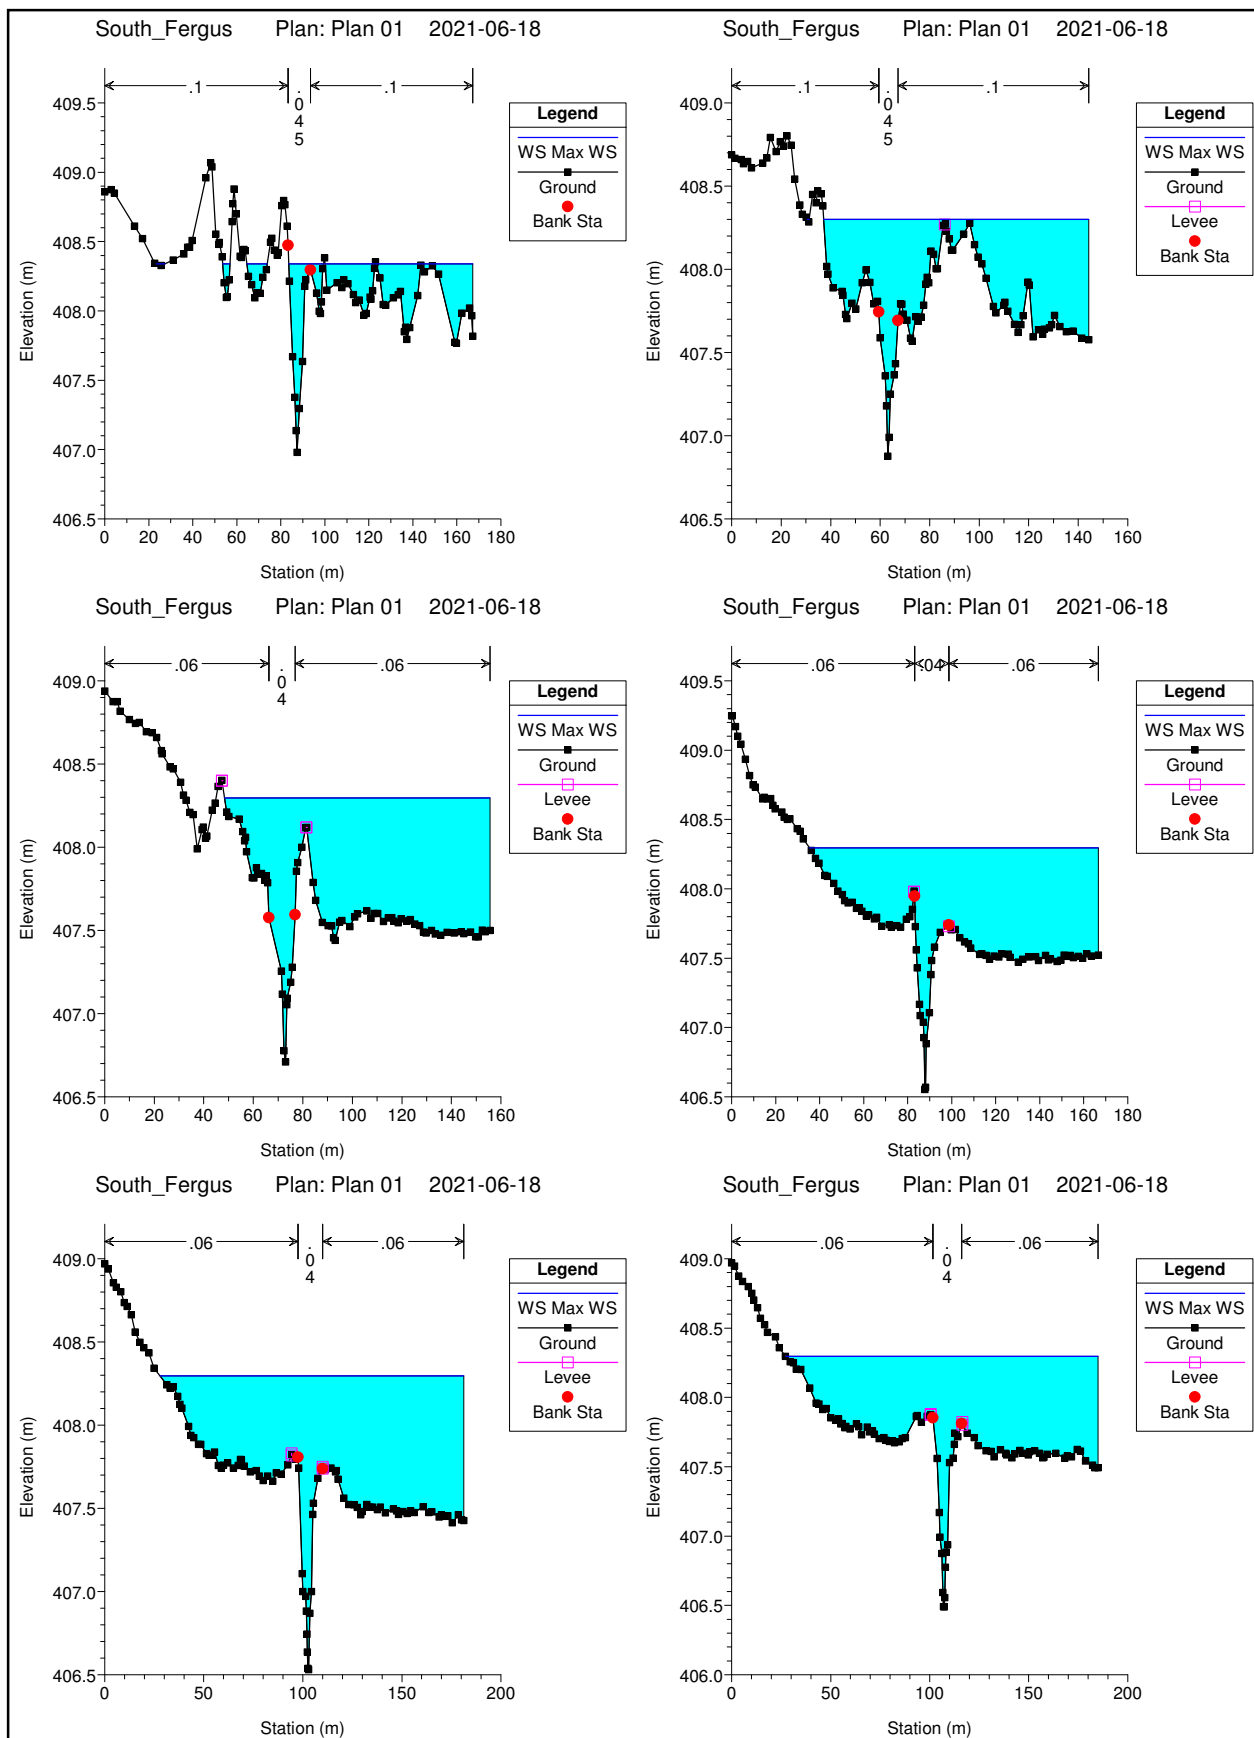 South_Fergus Plan: Plan 01 2021-06-18
.1 .045 .1
Legend
WS Max WS
Ground
Bank Sta
Elevation (m)
409.5
409.0
408.5
408.0
407.5
407.0
406.5
0 20 40 60 80 100 120 140 160 180
Station (m)
South_Fergus Plan: Plan 01 2021-06-18
.1 .045 .1
Legend
WS Max WS
Ground
Levee
Bank Sta
Elevation (m)
409.0
408.5
408.0
407.5
407.0
406.5
0 20 40 60 80 100 120 140 160
Station (m)
South_Fergus Plan: Plan 01 2021-06-18
.06 .04 .06
Legend
WS Max WS
Ground
Levee
Bank Sta
Elevation (m)
409.0
408.5
408.0
407.5
407.0
406.5
0 20 40 60 80 100 120 140 160
Station (m)
South_Fergus Plan: Plan 01 2021-06-18
.06 .04 .06
Legend
WS Max WS
Ground
Levee
Bank Sta
Elevation (m)
409.5
409.0
408.5
408.0
407.5
407.0
406.5
0 20 40 60 80 100 120 140 160 180
Station (m)
South_Fergus Plan: Plan 01 2021-06-18
.06 .04 .06
Legend
WS Max WS
Ground
Levee
Bank Sta
Elevation (m)
409.0
408.5
408.0
407.5
407.0
406.5
0 50 100 150 200
Station (m)
South_Fergus Plan: Plan 01 2021-06-18
.06 .04 .06
Legend
WS Max WS
Ground
Levee
Bank Sta
Elevation (m)
409.0
408.5
408.0
407.5
407.0
406.5
406.0
0 50 100 150 200
Station (m)